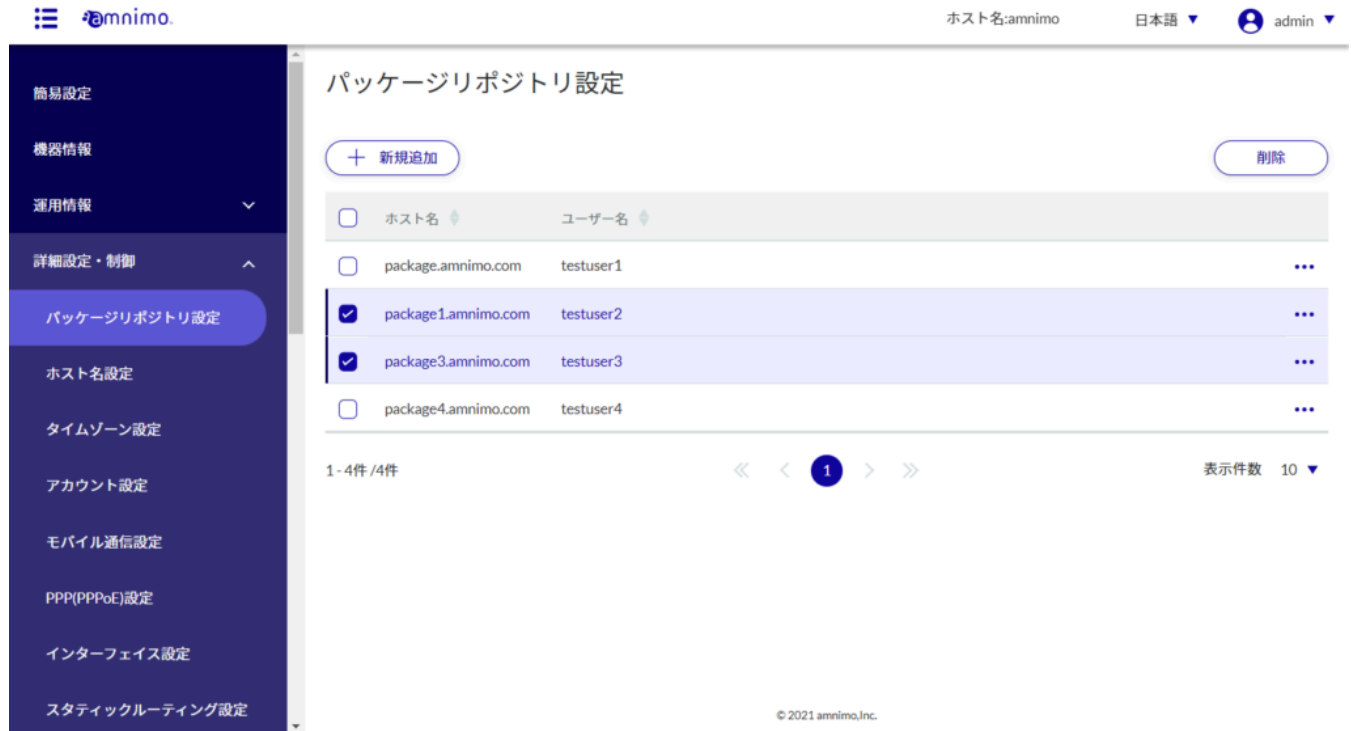 amnimo.
ホスト名:amnimo 日本語 ▼ admin ▼
簡易設定
機器情報
運用情報
詳細設定・制御
パッケージリポジトリ設定
ホスト名設定
タイムゾーン設定
アカウント設定
モバイル通信設定
PPP(PPPoE)設定
インターフェイス設定
スタティックルーティング設定
パッケージリポジトリ設定
＋ 新規追加 削除
ホスト名 ユーザー名
package.amnimo.com testuser1 •••
package1.amnimo.com testuser2 •••
package3.amnimo.com testuser3 •••
package4.amnimo.com testuser4 •••
1 - 4件 /4件 « < 1 > » 表示件数 10 ▼
© 2021 amnimo,Inc.